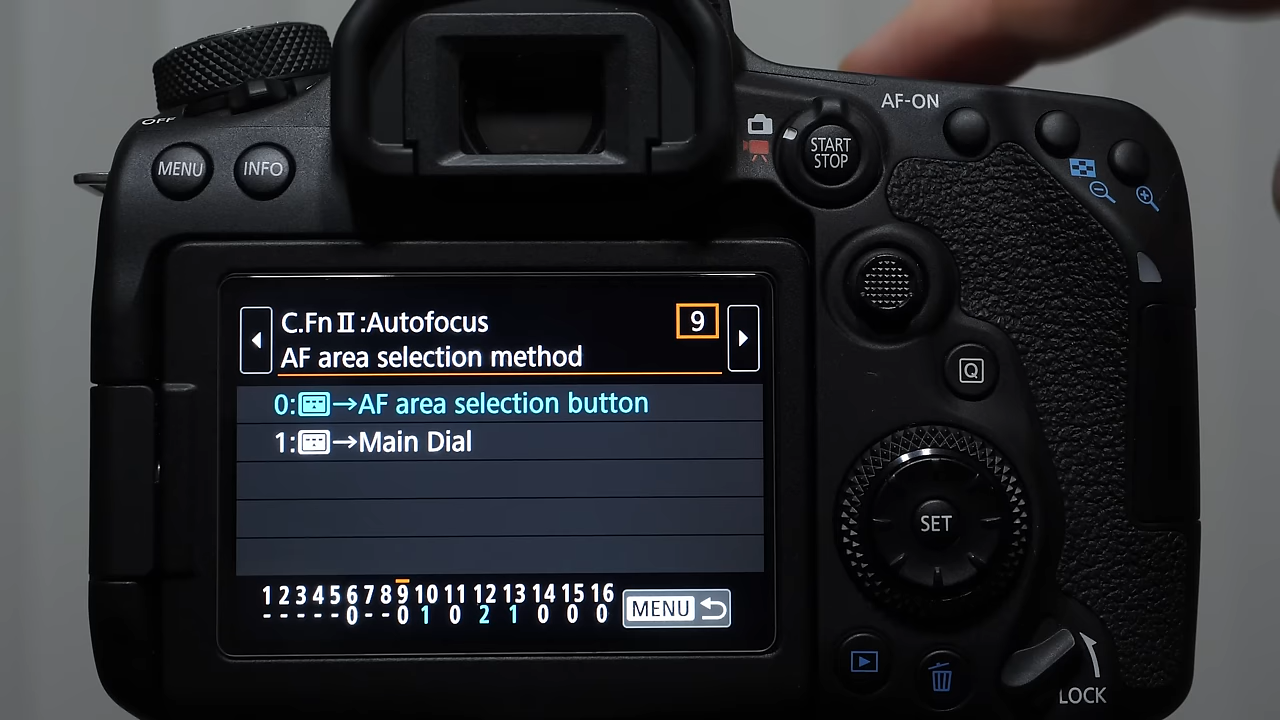 AF-ON
OFF
START
STOP
MENU
INFO
C.Fn II :Autofocus
9
AF area selection method
0: →AF area selection button
1: →Main Dial
Q
SET
1 2 3 4 5 6 7 8 9 10 11 12 13 14 15 16
- - - - - 0 - - 0 1 0 2 1 0 0 0
MENU
LOCK